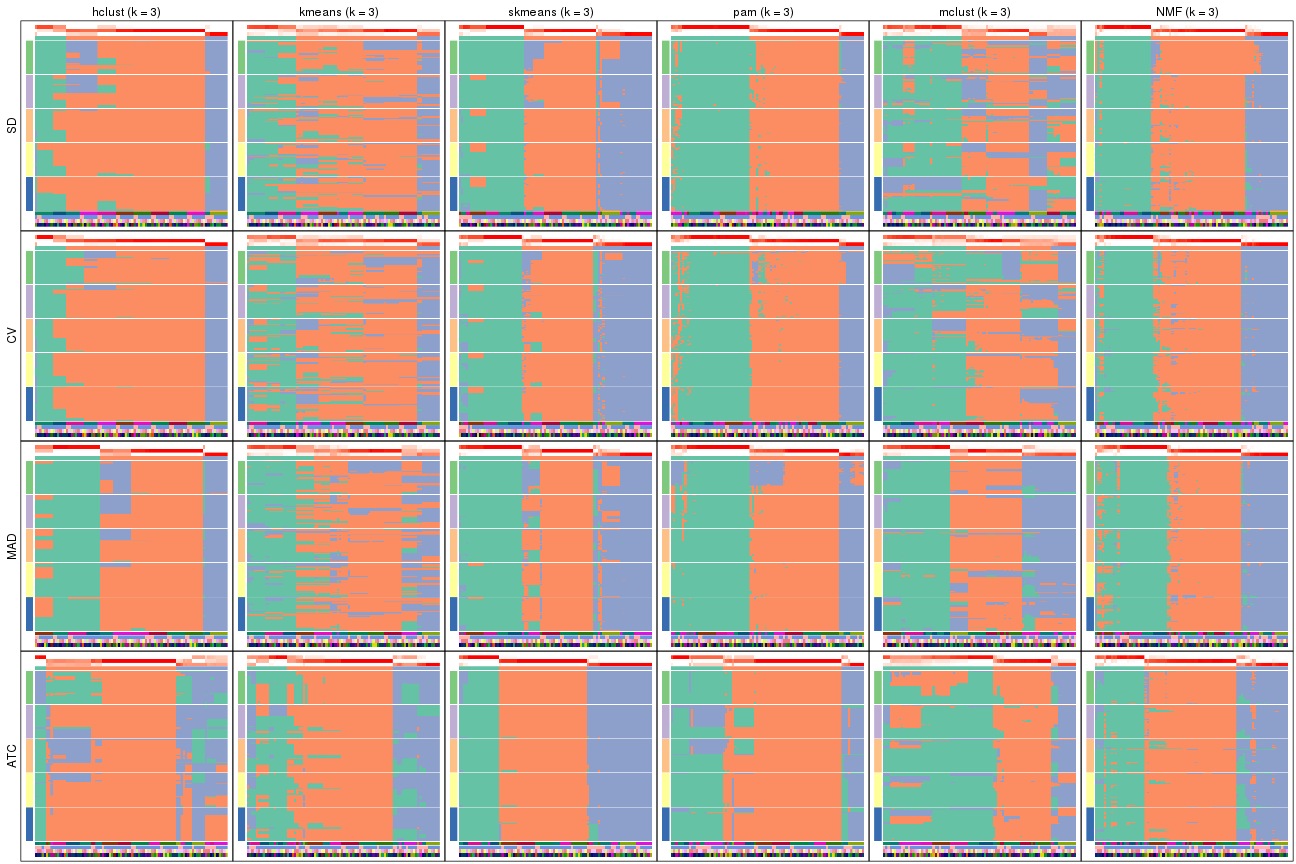 hclust (k = 3) kmeans (k = 3) skmeans (k = 3) pam (k = 3) mclust (k = 3) NMF (k = 3)
SD
CV
MAD
ATC